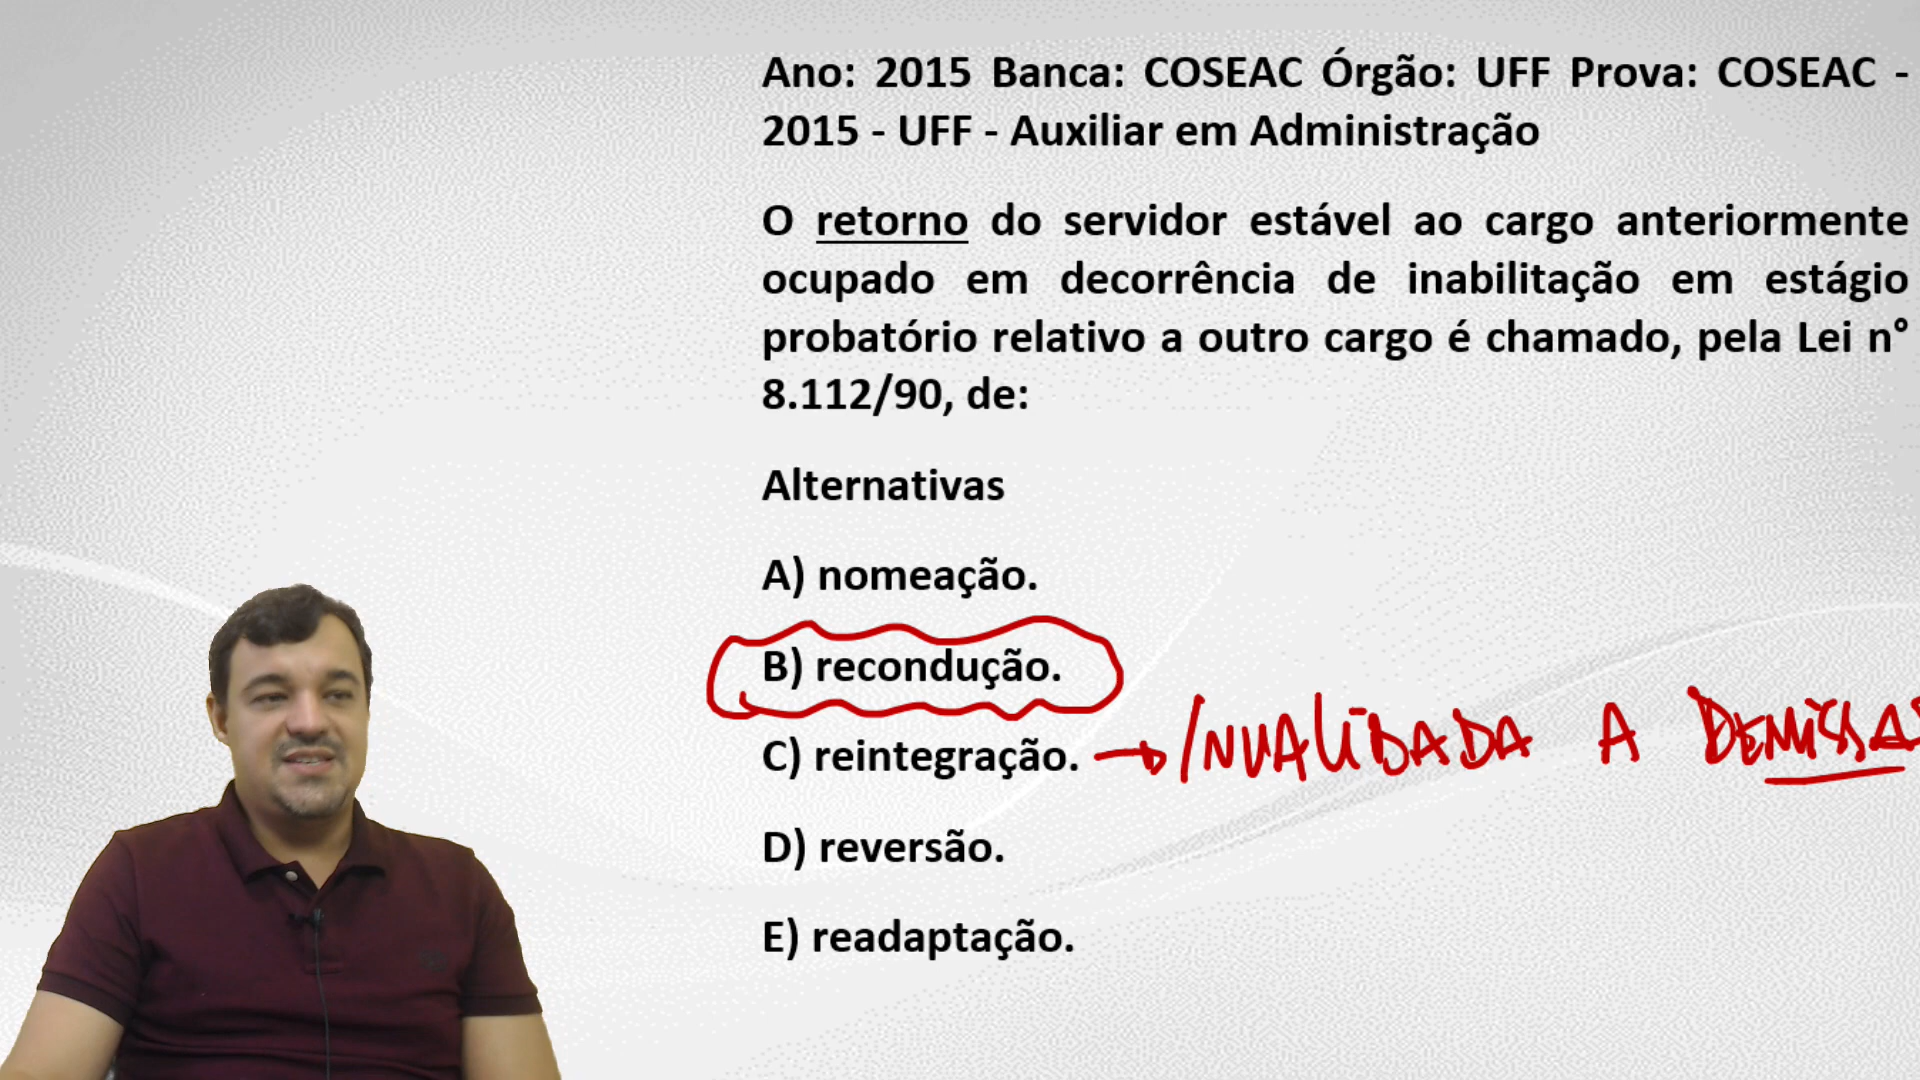 Ano: 2015 Banca: COSEAC Órgão: UFF Prova: COSEAC -
2015 - UFF - Auxiliar em Administração
O retorno do servidor estável ao cargo anteriormente
ocupado em decorrência de inabilitação em estágio
probatório relativo a outro cargo é chamado, pela Lei n°
8.112/90, de:
Alternativas
A) nomeação.
B) recondução.
C) reintegração. → INVALIDADA A DEMISSÃO
D) reversão.
E) readaptação.